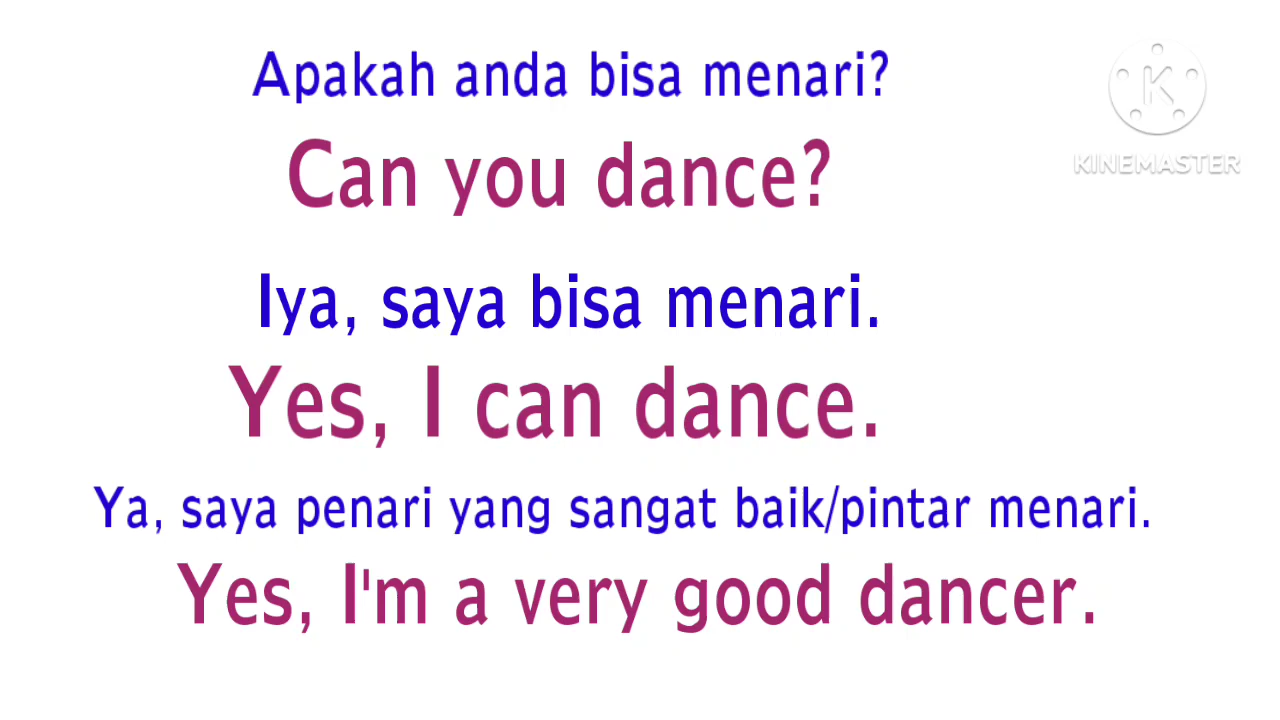 Apakah anda bisa menari?
Can you dance?
Iya, saya bisa menari.
Yes, I can dance.
Ya, saya penari yang sangat baik/pintar menari.
Yes, I'm a very good dancer.
K
KINEMASTER